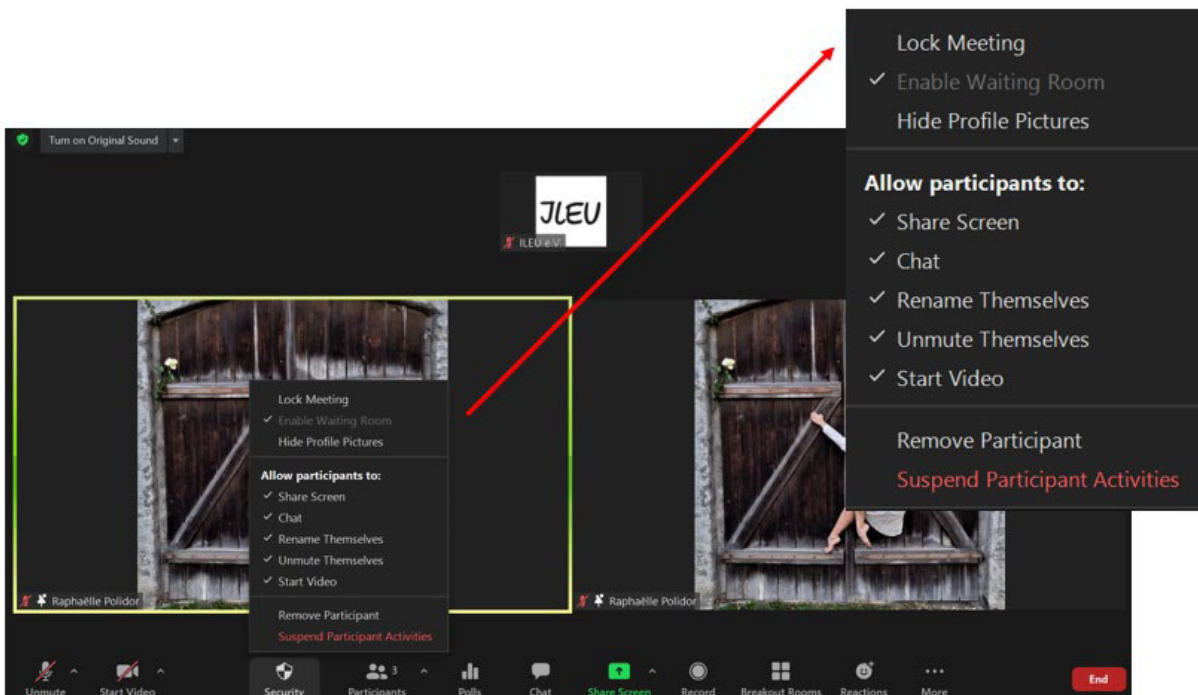 Lock Meeting
Enable Waiting Room
Hide Profile Pictures
Allow participants to:
Share Screen
Chat
Rename Themselves
Unmute Themselves
Start Video
Remove Participant
Suspend Participant Activities
Turn on Original Sound
JLEU
ILEU e.V.
Lock Meeting
Enable Waiting Room
Hide Profile Pictures
Allow participants to:
Share Screen
Chat
Rename Themselves
Unmute Themselves
Start Video
Remove Participant
Suspend Participant Activities
Raphaëlle Polidor
Raphaëlle Polidor
Unmute Start Video Security Participants 3 Polls Chat Share Screen Record Breakout Rooms Reactions More End